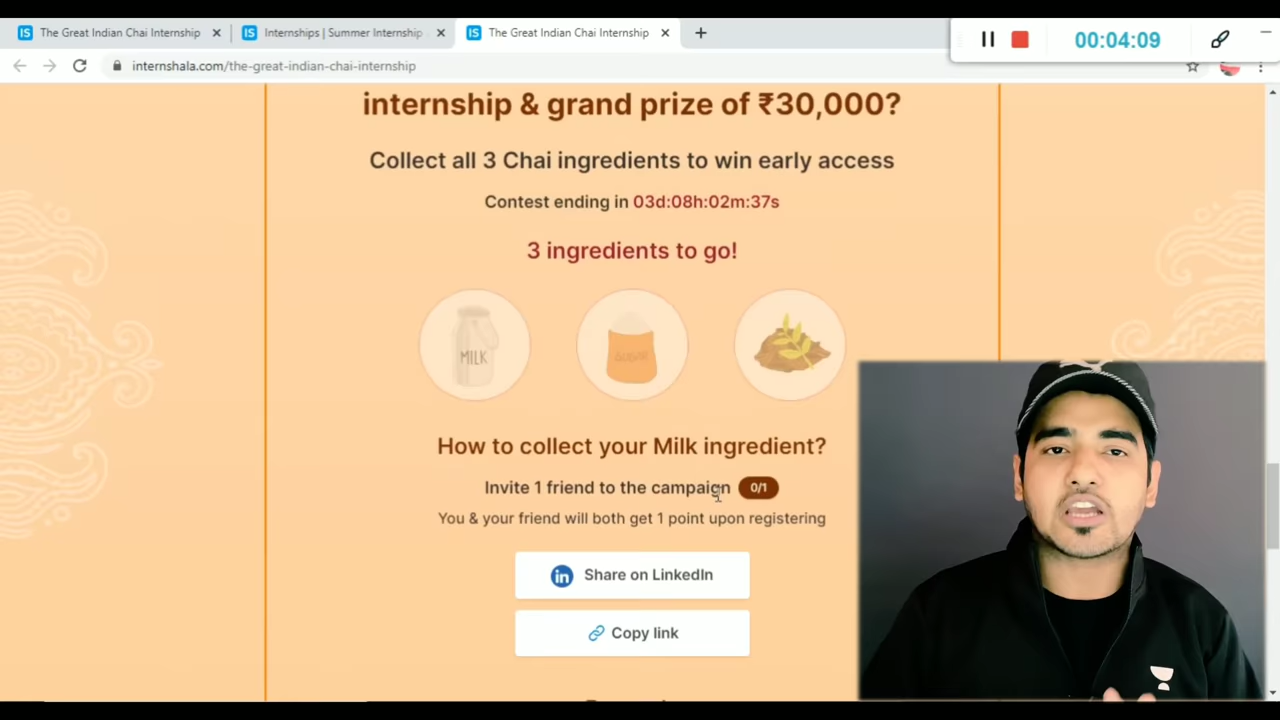 The Great Indian Chai Internship
Internships | Summer Internship
The Great Indian Chai Internship
00:04:09
internshala.com/the-great-indian-chai-internship
internship & grand prize of ₹30,000?
Collect all 3 Chai ingredients to win early access
Contest ending in 03d:08h:02m:37s
3 ingredients to go!
MILK
SUGAR
How to collect your Milk ingredient?
Invite 1 friend to the campaign 0/1
You & your friend will both get 1 point upon registering
in Share on LinkedIn
Copy link